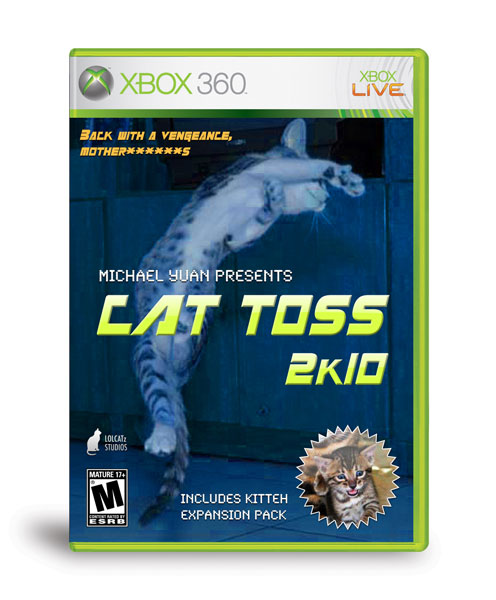 XBOX 360
XBOX
LIVE
BACK WITH A VENGEANCE,
MOTHER******S
MICHAEL YUAN PRESENTS
CAT TOSS
2K10
LOLCATz
STUDIOS
MATURE 17+
M
CONTENT RATED BY
ESRB
INCLUDES KITTEH
EXPANSION PACK